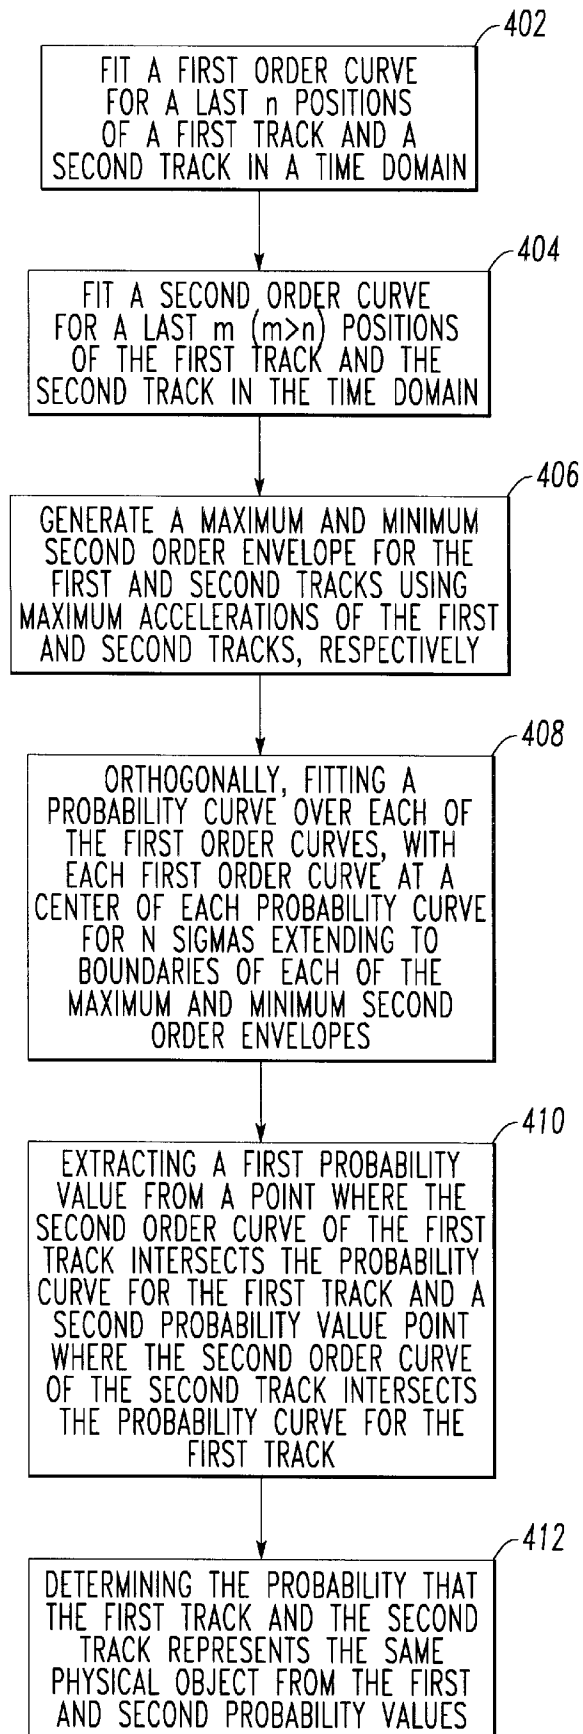 402
FIT A FIRST ORDER CURVE
FOR A LAST n POSITIONS
OF A FIRST TRACK AND A
SECOND TRACK IN A TIME DOMAIN
404
FIT A SECOND ORDER CURVE
FOR A LAST m (m>n) POSITIONS
OF THE FIRST TRACK AND THE
SECOND TRACK IN THE TIME DOMAIN
406
GENERATE A MAXIMUM AND MINIMUM
SECOND ORDER ENVELOPE FOR THE
FIRST AND SECOND TRACKS USING
MAXIMUM ACCELERATIONS OF THE FIRST
AND SECOND TRACKS, RESPECTIVELY
408
ORTHOGONALLY, FITTING A
PROBABILITY CURVE OVER EACH OF
THE FIRST ORDER CURVES, WITH
EACH FIRST ORDER CURVE AT A
CENTER OF EACH PROBABILITY CURVE
FOR N SIGMAS EXTENDING TO
BOUNDARIES OF EACH OF THE
MAXIMUM AND MINIMUM SECOND
ORDER ENVELOPES
410
EXTRACTING A FIRST PROBABILITY
VALUE FROM A POINT WHERE THE
SECOND ORDER CURVE OF THE FIRST
TRACK INTERSECTS THE PROBABILITY
CURVE FOR THE FIRST TRACK AND A
SECOND PROBABILITY VALUE POINT
WHERE THE SECOND ORDER CURVE
OF THE SECOND TRACK INTERSECTS
THE PROBABILITY CURVE FOR THE
FIRST TRACK
412
DETERMINING THE PROBABILITY THAT
THE FIRST TRACK AND THE SECOND
TRACK REPRESENTS THE SAME
PHYSICAL OBJECT FROM THE FIRST
AND SECOND PROBABILITY VALUES